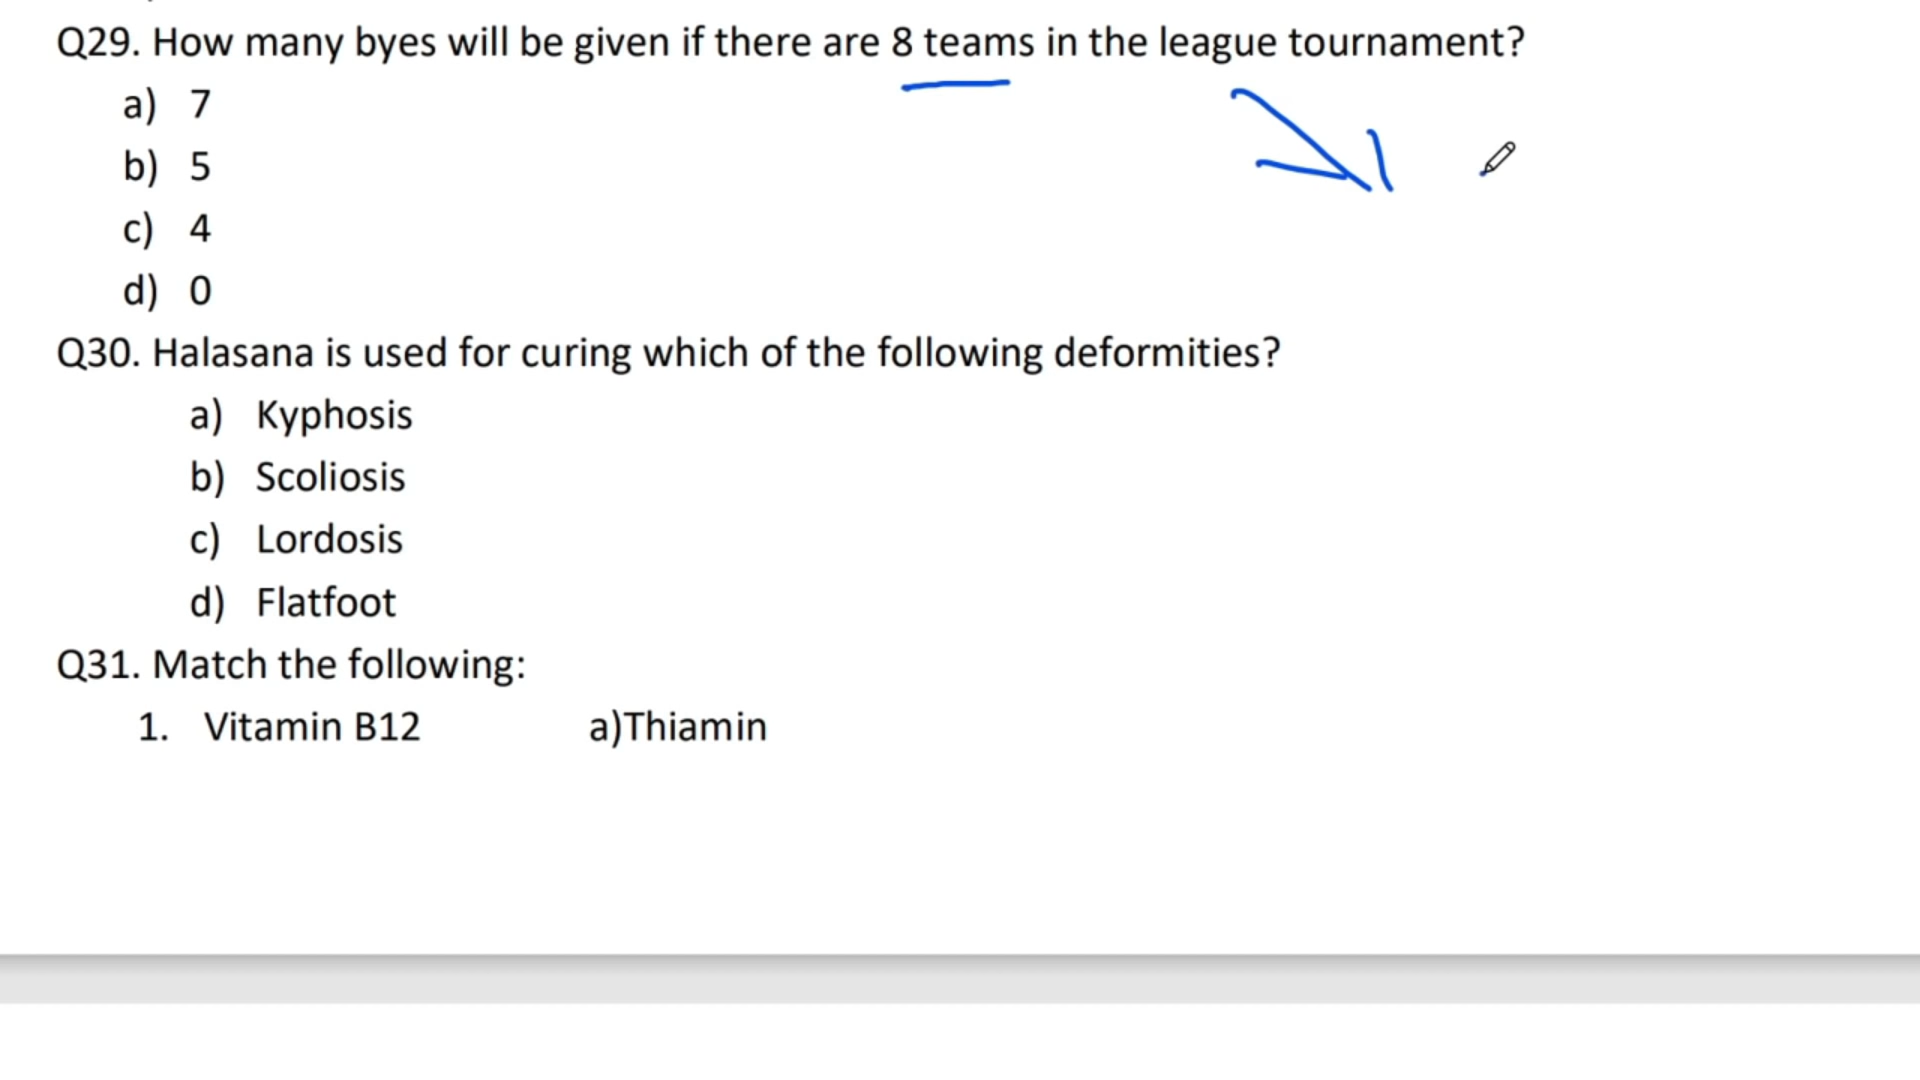 Q29. How many byes will be given if there are 8 teams in the league tournament?
a) 7
b) 5
c) 4
d) 0
Q30. Halasana is used for curing which of the following deformities?
a) Kyphosis
b) Scoliosis
c) Lordosis
d) Flatfoot
Q31. Match the following:
1. Vitamin B12 a)Thiamin